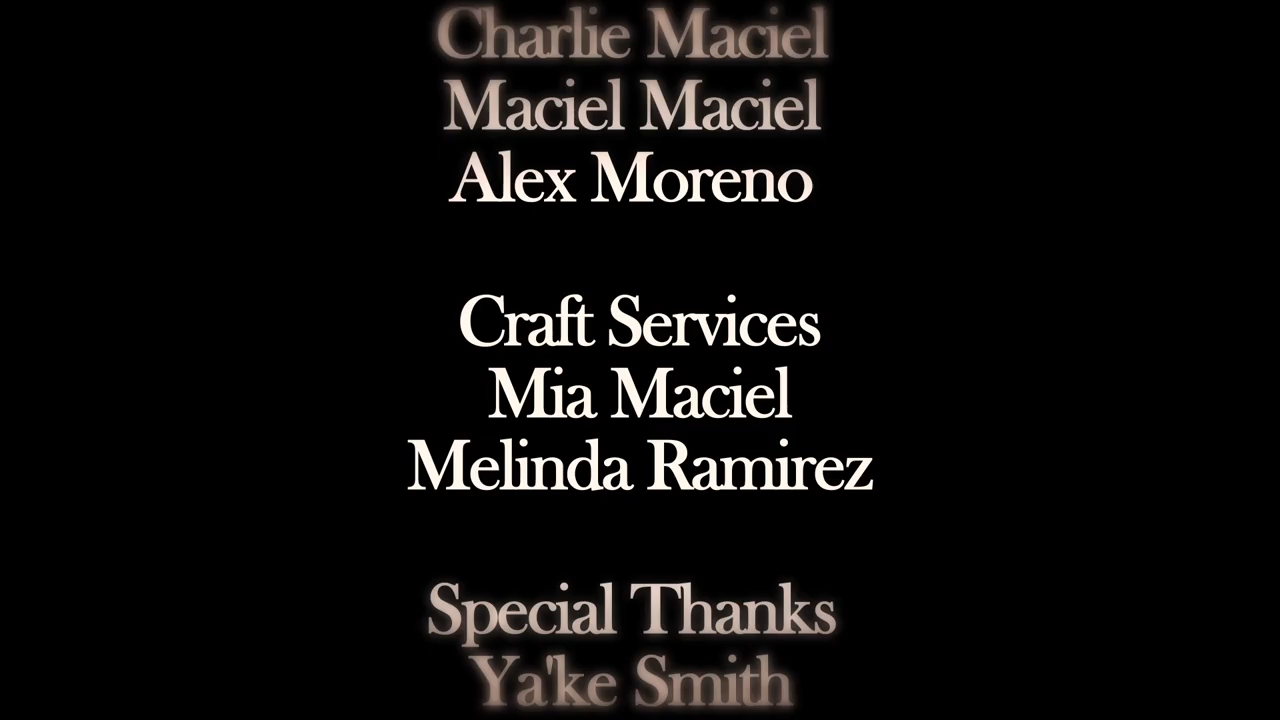 Charlie Maciel
Maciel Maciel
Alex Moreno
Craft Services
Mia Maciel
Melinda Ramirez
Special Thanks
Ya'ke Smith